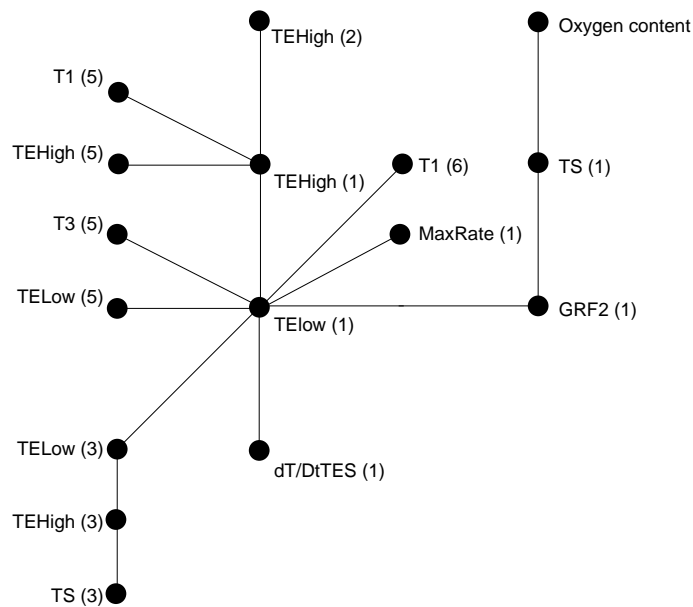 TEHigh (2)
Oxygen content
T1 (5)
TEHigh (5)
TEHigh (1)
T1 (6)
TS (1)
T3 (5)
MaxRate (1)
TELow (5)
TElow (1)
GRF2 (1)
TELow (3)
dT/DtTES (1)
TEHigh (3)
TS (3)